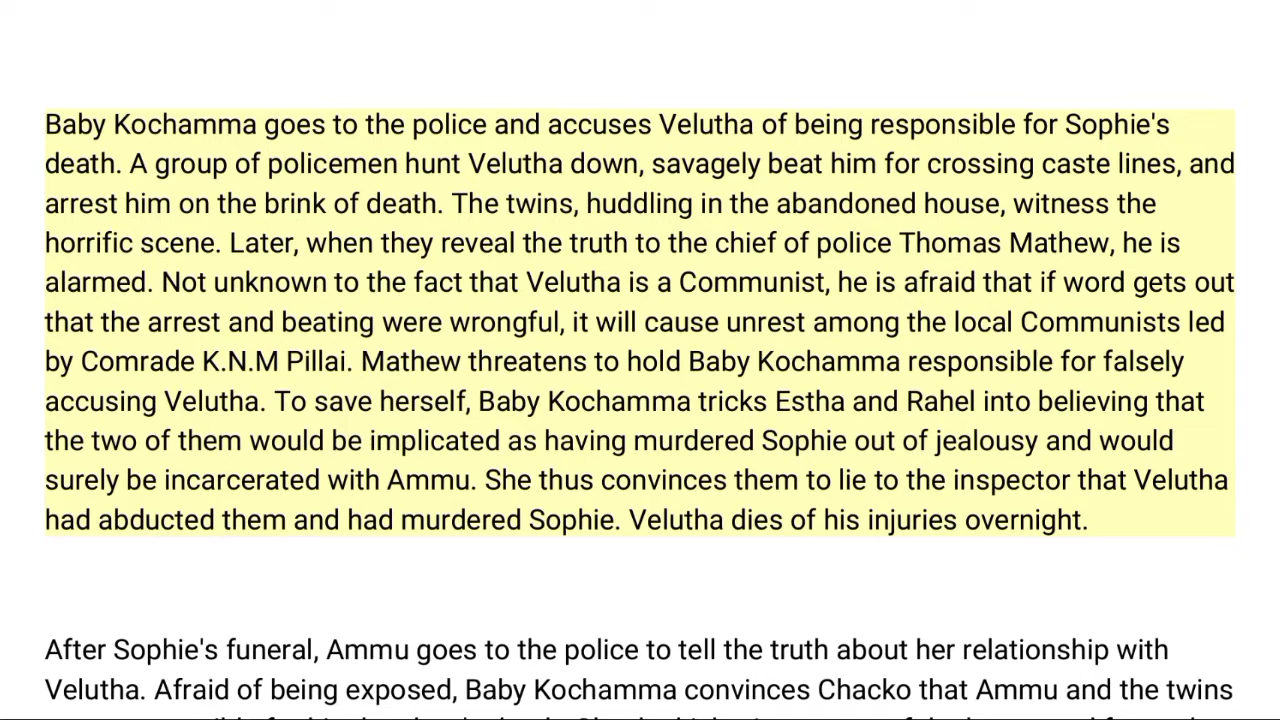 Baby Kochamma goes to the police and accuses Velutha of being responsible for Sophie's
death. A group of policemen hunt Velutha down, savagely beat him for crossing caste lines, and
arrest him on the brink of death. The twins, huddling in the abandoned house, witness the
horrific scene. Later, when they reveal the truth to the chief of police Thomas Mathew, he is
alarmed. Not unknown to the fact that Velutha is a Communist, he is afraid that if word gets out
that the arrest and beating were wrongful, it will cause unrest among the local Communists led
by Comrade K.N.M Pillai. Mathew threatens to hold Baby Kochamma responsible for falsely
accusing Velutha. To save herself, Baby Kochamma tricks Estha and Rahel into believing that
the two of them would be implicated as having murdered Sophie out of jealousy and would
surely be incarcerated with Ammu. She thus convinces them to lie to the inspector that Velutha
had abducted them and had murdered Sophie. Velutha dies of his injuries overnight.
After Sophie's funeral, Ammu goes to the police to tell the truth about her relationship with
Velutha. Afraid of being exposed, Baby Kochamma convinces Chacko that Ammu and the twins